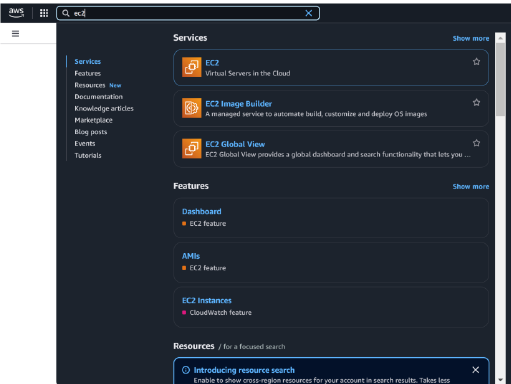 aws
ec2
Services
Features
Resources New
Documentation
Knowledge articles
Marketplace
Blog posts
Events
Tutorials
Services
Show more
EC2
Virtual Servers in the Cloud
EC2 Image Builder
A managed service to automate build, customize and deploy OS images
EC2 Global View
EC2 Global View provides a global dashboard and search functionality that lets you ...
Features
Show more
Dashboard
EC2 feature
AMIs
EC2 feature
EC2 Instances
CloudWatch feature
Resources / for a focused search
Introducing resource search
Enable to show cross-region resources for your account in search results. Takes less